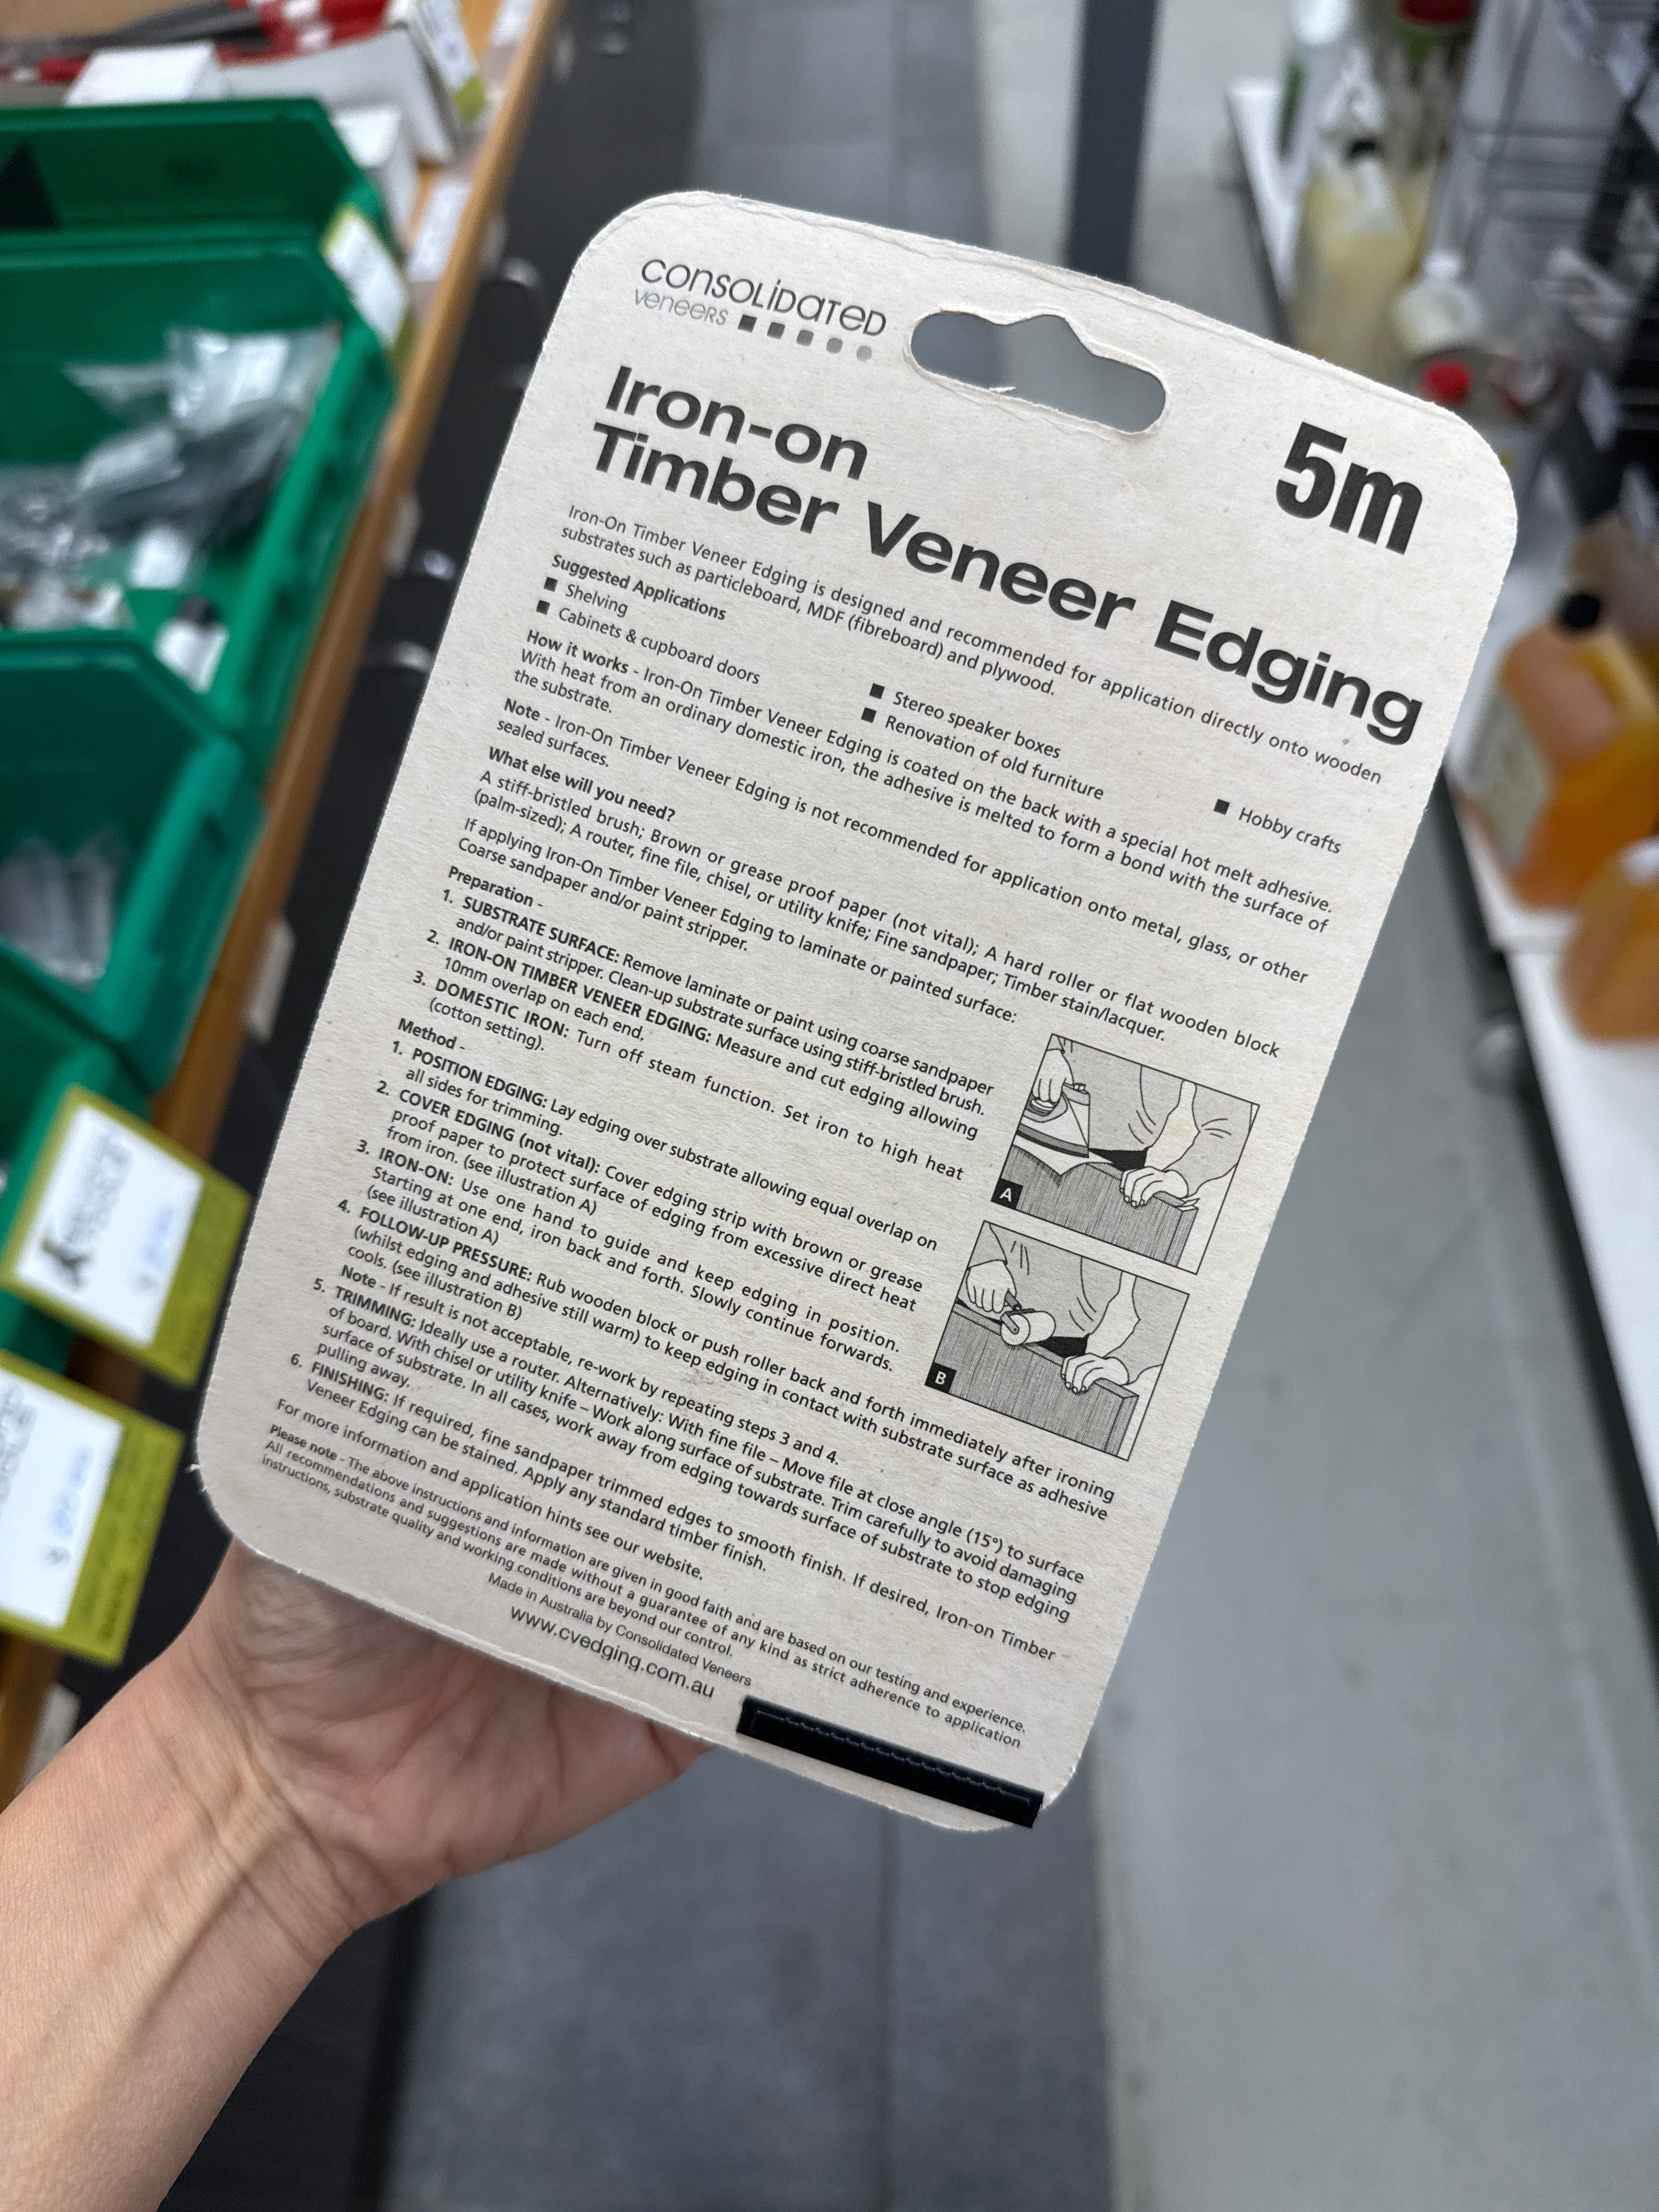 consolidated
veneers
5m
Iron-on
Timber Veneer Edging
Iron-On Timber Veneer Edging is designed and recommended for application directly onto wooden
substrates such as particleboard, MDF (fibreboard) and plywood.
Suggested Applications
■ Shelving
■ Cabinets & cupboard doors
■ Stereo speaker boxes
■ Renovation of old furniture
■ Hobby crafts
How it works - Iron-On Timber Veneer Edging is coated on the back with a special hot melt adhesive.
With heat from an ordinary domestic iron, the adhesive is melted to form a bond with the surface of
the substrate.
Note - Iron-On Timber Veneer Edging is not recommended for application onto metal, glass, or other
sealed surfaces.
What else will you need?
A stiff-bristled brush; Brown or grease proof paper (not vital); A hard roller or flat wooden block
(palm-sized); A router, fine file, chisel, or utility knife; Fine sandpaper; Timber stain/lacquer.
If applying Iron-On Timber Veneer Edging to laminate or painted surface:
Coarse sandpaper and/or paint stripper.
Preparation -
1. SUBSTRATE SURFACE: Remove laminate or paint using coarse sandpaper
and/or paint stripper. Clean-up substrate surface using stiff-bristled brush.
2. IRON-ON TIMBER VENEER EDGING: Measure and cut edging allowing
10mm overlap on each end.
3. DOMESTIC IRON: Turn off steam function. Set iron to high heat
(cotton setting).
Method -
1. POSITION EDGING: Lay edging over substrate allowing equal overlap on
all sides for trimming.
2. COVER EDGING (not vital): Cover edging strip with brown or grease
proof paper to protect surface of edging from excessive direct heat
from iron. (see illustration A)
3. IRON-ON: Use one hand to guide and keep edging in position.
Starting at one end, iron back and forth. Slowly continue forwards.
(see illustration A)
4. FOLLOW-UP PRESSURE: Rub wooden block or push roller back and forth immediately after ironing
(whilst edging and adhesive still warm) to keep edging in contact with substrate surface as adhesive
cools. (see illustration B)
Note - If result is not acceptable, re-work by repeating steps 3 and 4.
5. TRIMMING: Ideally use a router. Alternatively: With fine file – Move file at close angle (15°) to surface
of board. With chisel or utility knife – Work along surface of substrate. Trim carefully to avoid damaging
surface of substrate. In all cases, work away from edging towards surface of substrate to stop edging
pulling away.
6. FINISHING: If required, fine sandpaper trimmed edges to smooth finish. If desired, Iron-on Timber
Veneer Edging can be stained. Apply any standard timber finish.
For more information and application hints see our website.
Please note - The above instructions and information are given in good faith and are based on our testing and experience.
All recommendations and suggestions are made without a guarantee of any kind as strict adherence to application
instructions, substrate quality and working conditions are beyond our control.
Made in Australia by Consolidated Veneers
www.cvedging.com.au
A
B